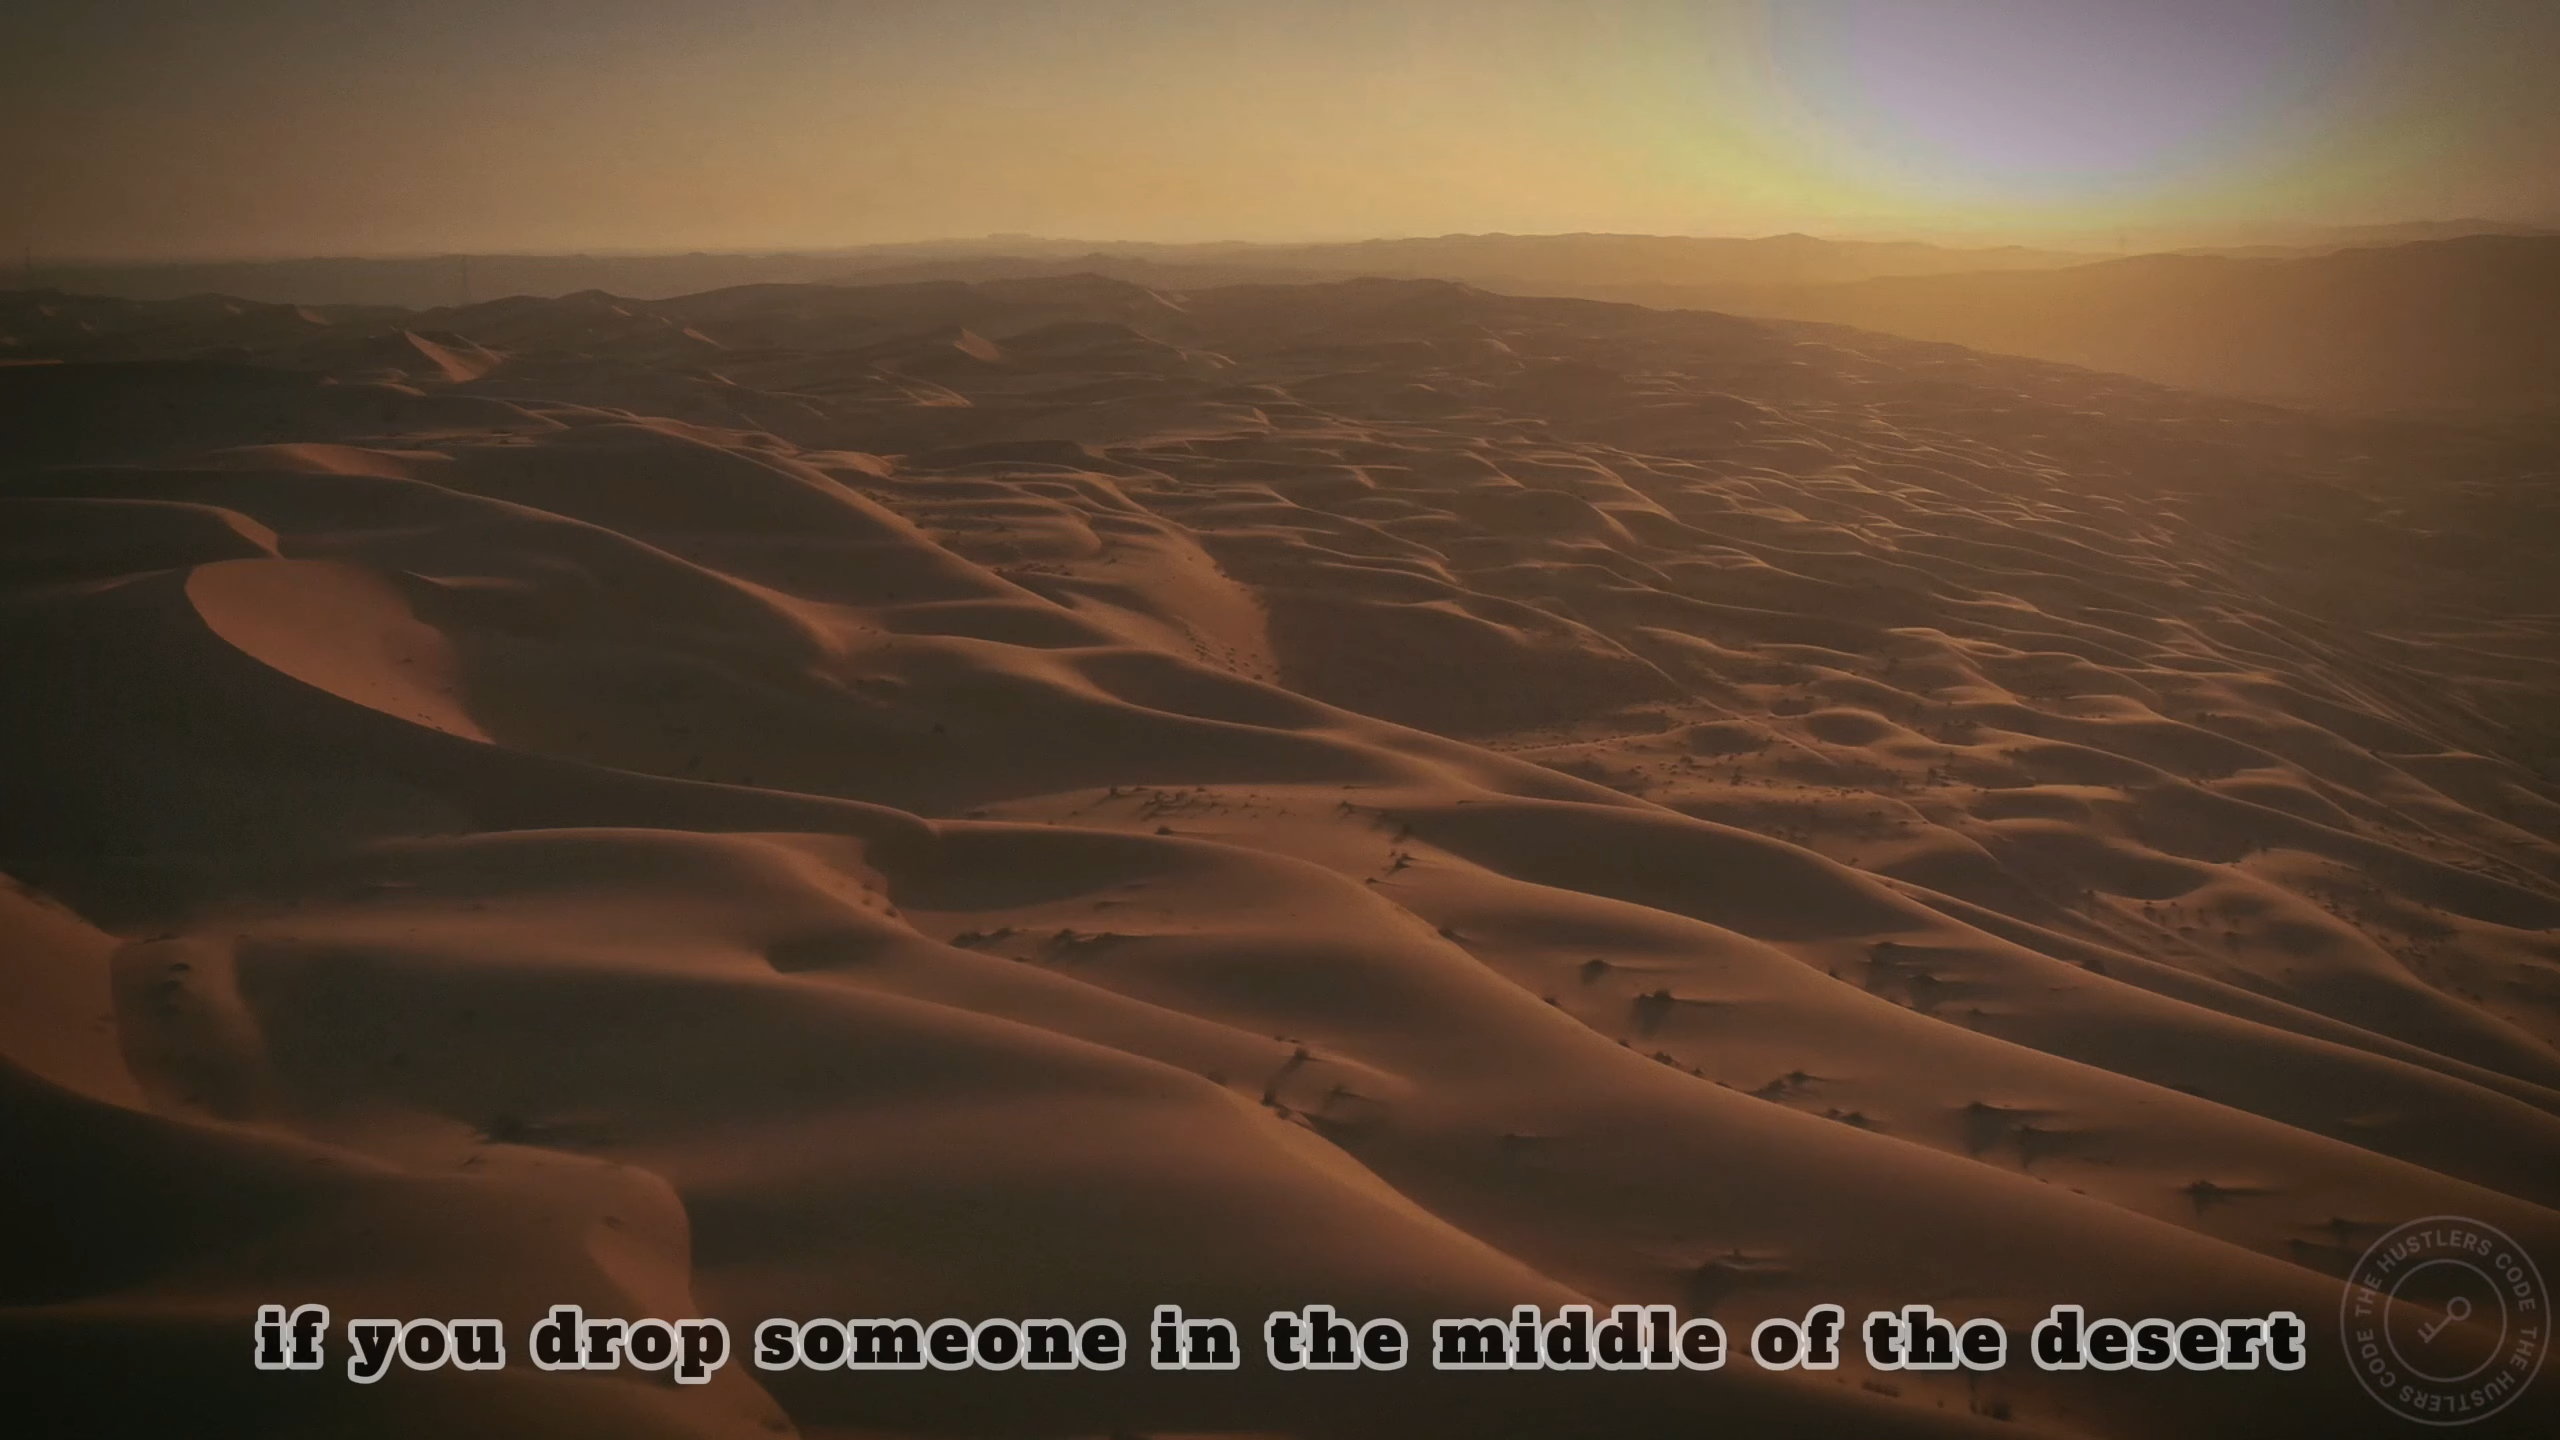 if you drop someone in the middle of the desert
THE HUSTLERS CODE THE HUSTLERS CODE